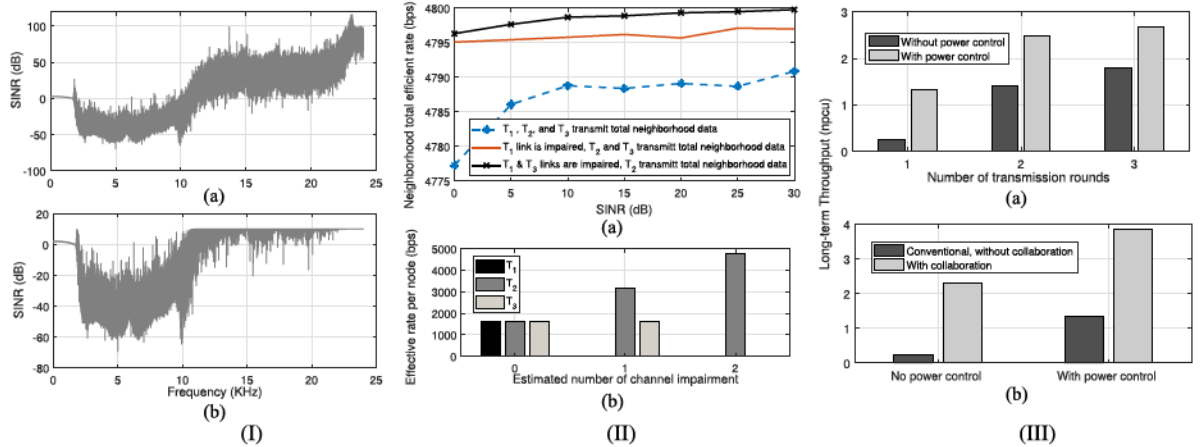 SINR (dB)
100
50
0
-50
-100
0 5 10 15 20 25
(a)
SINR (dB)
20
0
-20
-40
-60
-80
0 5 10 15 20 25
Frequency (KHz)
(b)
(I)
Neighborhood total efficient rate (bps)
4800
4795
4790
4785
4780
4775
T1 , T2, and T3 transmit total neighborhood data
T1 link is impaired, T2 and T3 transmitt total neighborhood data
T1 & T3 links are impaired, T2 transmitt total neighborhood data
0 5 10 15 20 25 30
SINR (dB)
(a)
Effective rate per node (bps)
5000
4000
3000
2000
1000
0
T1
T2
T3
0 1 2
Estimated number of channel impairment
(b)
(II)
Long-term Throughput (npcu)
3
2
1
0
Without power control
With power control
1 2 3
Number of transmission rounds
(a)
4
3
2
1
0
Conventional, without collaboration
With collaboration
No power control With power control
(b)
(III)